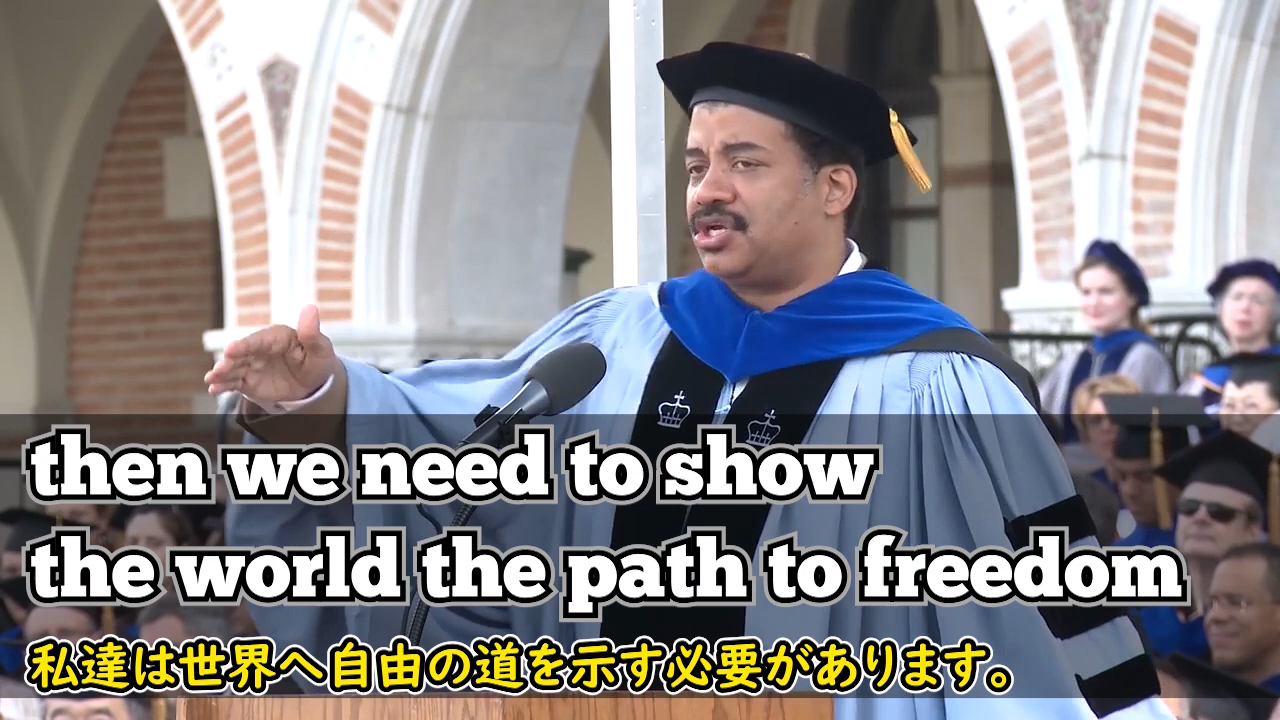 then we need to show
the world the path to freedom
私達は世界へ自由の道を示す必要があります。